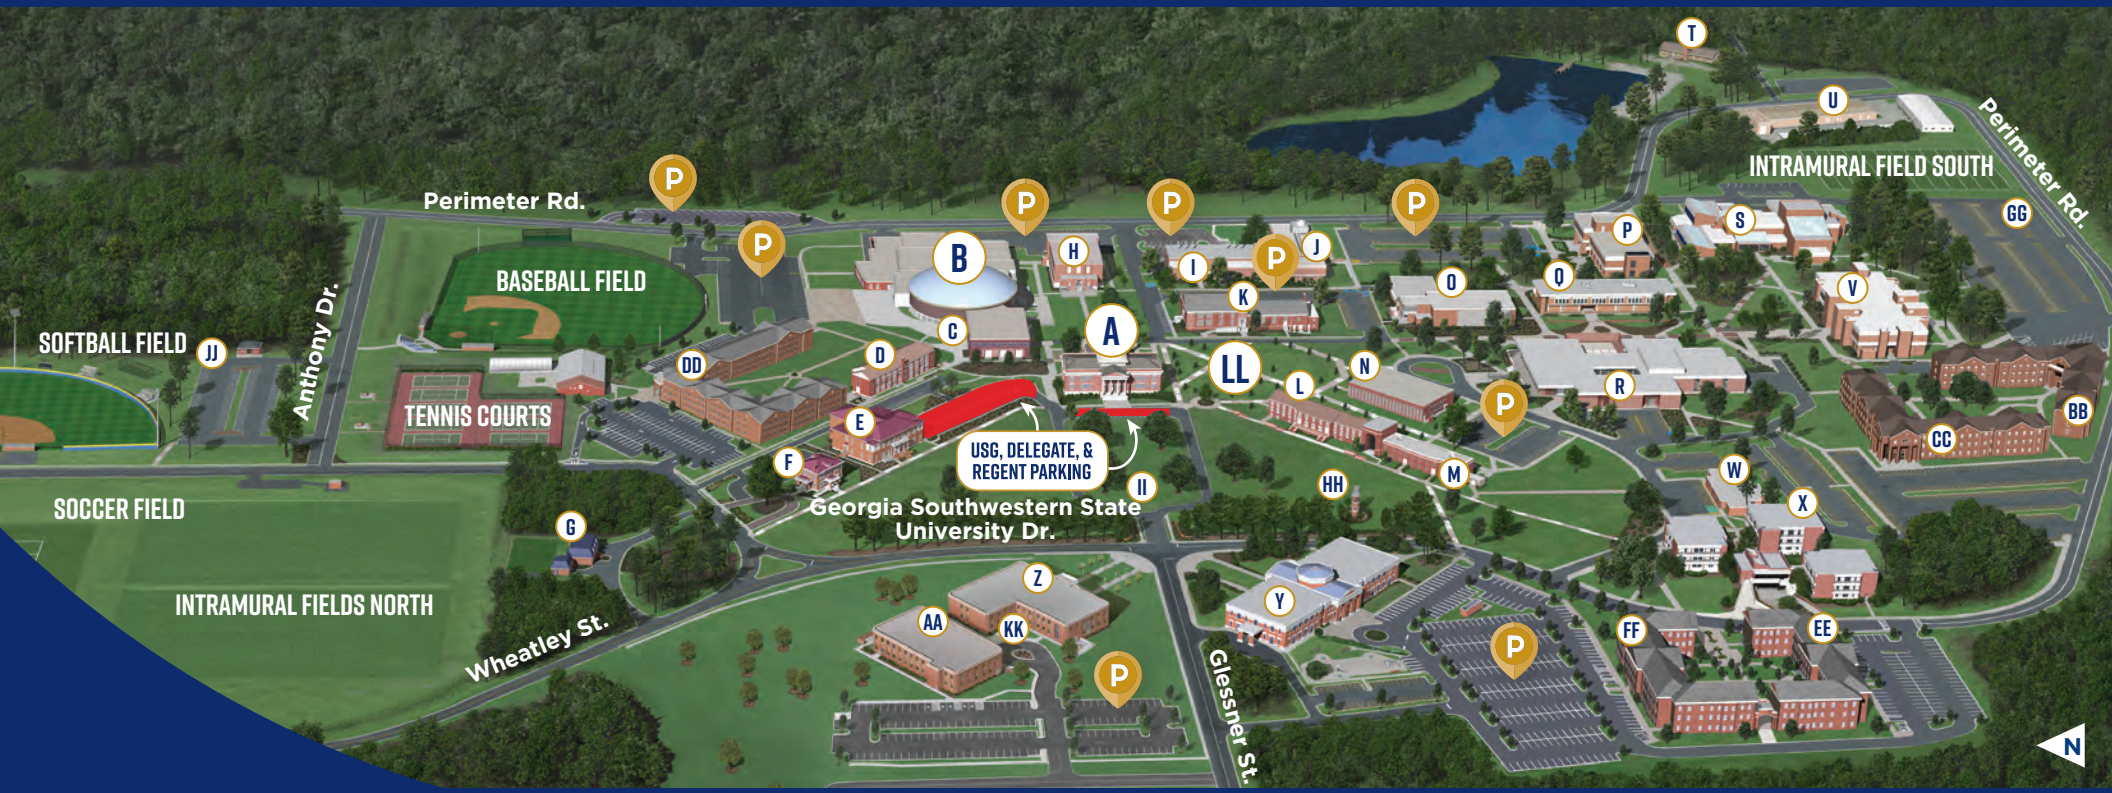 T
U
Perimeter Rd.
INTRAMURAL FIELD SOUTH
P
Perimeter Rd.
P
P
P
P
GG
S
P
P
B
H
I
J
P
Q
O
V
BASEBALL FIELD
K
Anthony Dr.
SOFTBALL FIELD
JJ
C
A
D
DD
LL
N
L
R
TENNIS COURTS
E
P
BB
CC
USG, DELEGATE, &
REGENT PARKING
F
II
HH
M
W
X
SOCCER FIELD
G
Georgia Southwestern State
University Dr.
Z
Y
INTRAMURAL FIELDS NORTH
AA
KK
FF
EE
Wheatley St.
P
P
Glessner St.
N